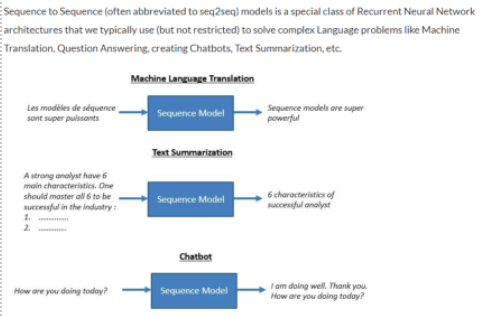 Sequence to Sequence (often abbreviated to seq2seq) models is a special class of Recurrent Neural Network
architectures that we typically use (but not restricted) to solve complex Language problems like Machine
Translation, Question Answering, creating Chatbots, Text Summarization, etc.
Machine Language Translation
Les modèles de séquence
sont super puissants
Sequence Model
Sequence models are super
powerful
Text Summarization
A strong analyst have 6
main characteristics. One
should master all 6 to be
successful in the industry :
1. .............
2. ............
Sequence Model
6 characteristics of
successful analyst
Chatbot
How are you doing today?
Sequence Model
I am doing well. Thank you.
How are you doing today?